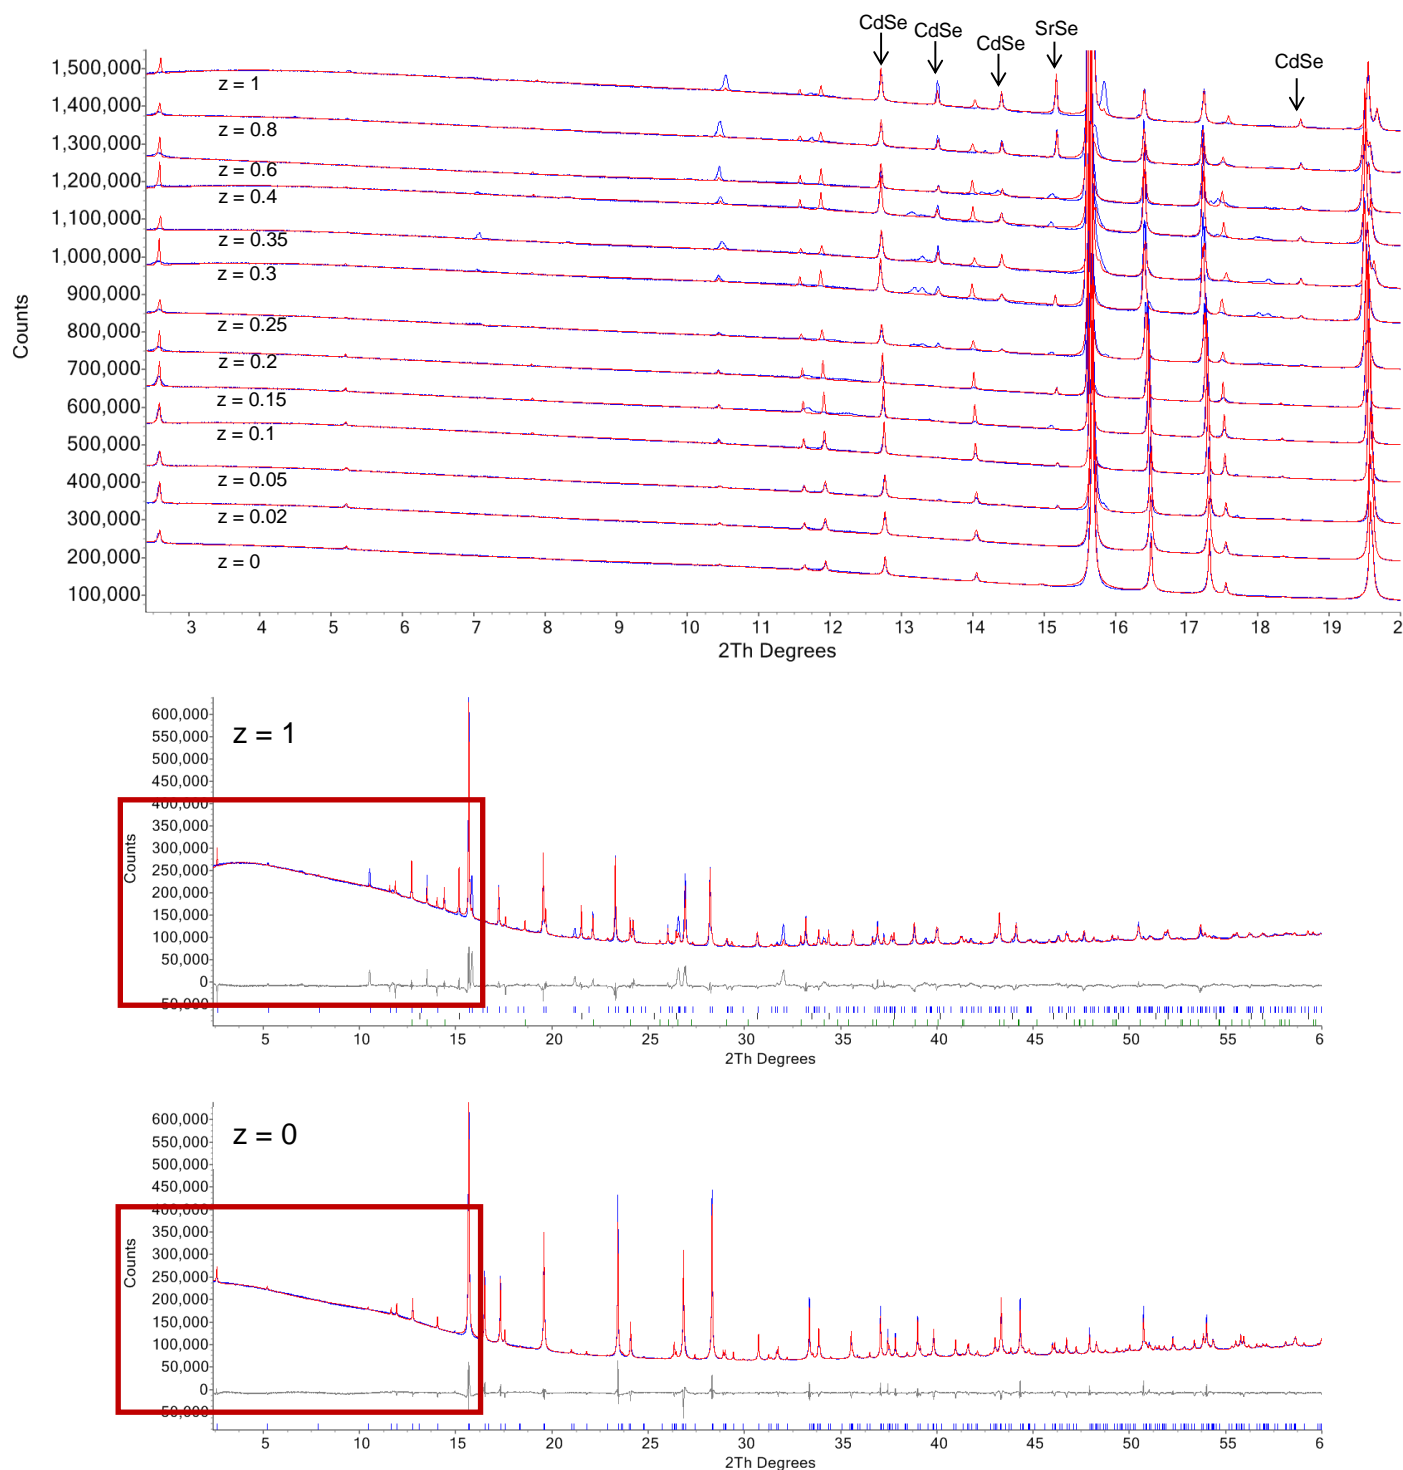 CdSe
CdSe
CdSe
SrSe
CdSe
1,500,000
1,400,000
1,300,000
1,200,000
1,100,000
1,000,000
900,000
800,000
700,000
600,000
500,000
400,000
300,000
200,000
100,000
Counts
z = 1
z = 0.8
z = 0.6
z = 0.4
z = 0.35
z = 0.3
z = 0.25
z = 0.2
z = 0.15
z = 0.1
z = 0.05
z = 0.02
z = 0
3 4 5 6 7 8 9 10 11 12 13 14 15 16 17 18 19 2
2Th Degrees
z = 1
600,000
550,000
500,000
450,000
400,000
350,000
300,000
250,000
200,000
150,000
100,000
50,000
0
50,000
Counts
5 10 15 20 25 30 35 40 45 50 55 6
2Th Degrees
z = 0
600,000
550,000
500,000
450,000
400,000
350,000
300,000
250,000
200,000
150,000
100,000
50,000
0
50,000
Counts
5 10 15 20 25 30 35 40 45 50 55 6
2Th Degrees